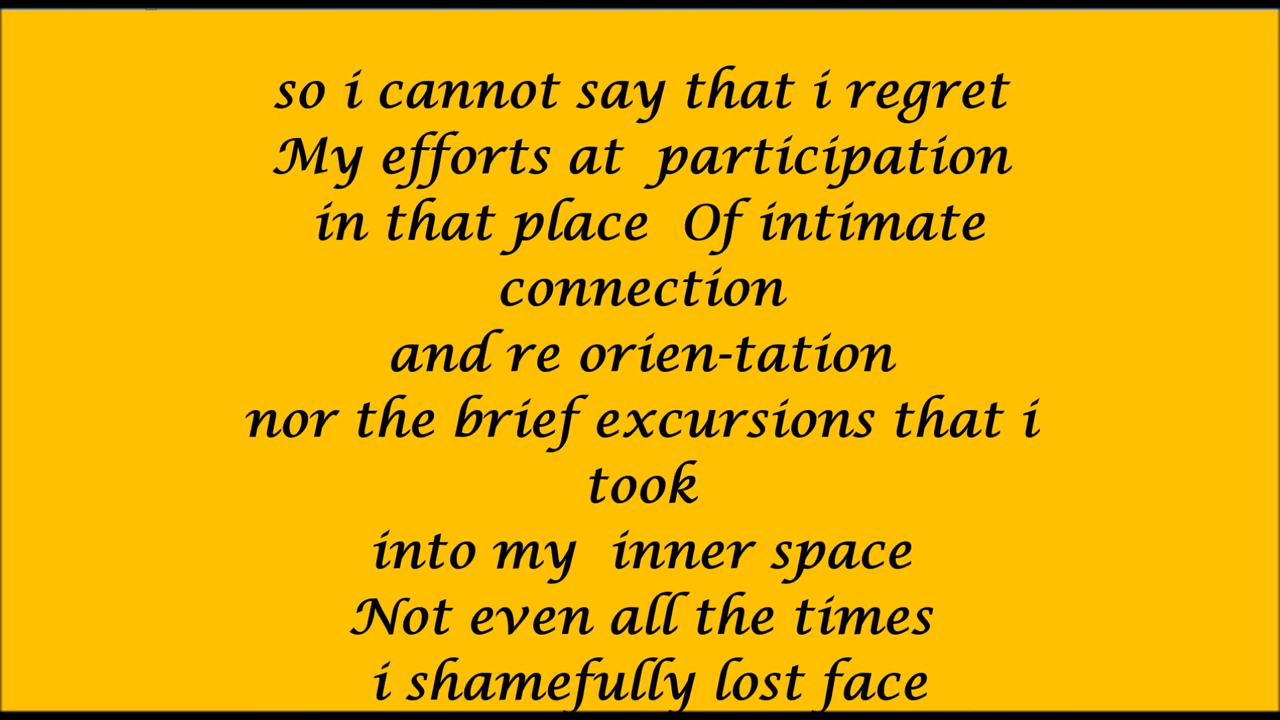 so i cannot say that i regret
My efforts at  participation
in that place  Of intimate
connection
and re orien-tation
nor the brief excursions that i
took
into my  inner space
Not even all the times
i shamefully lost face